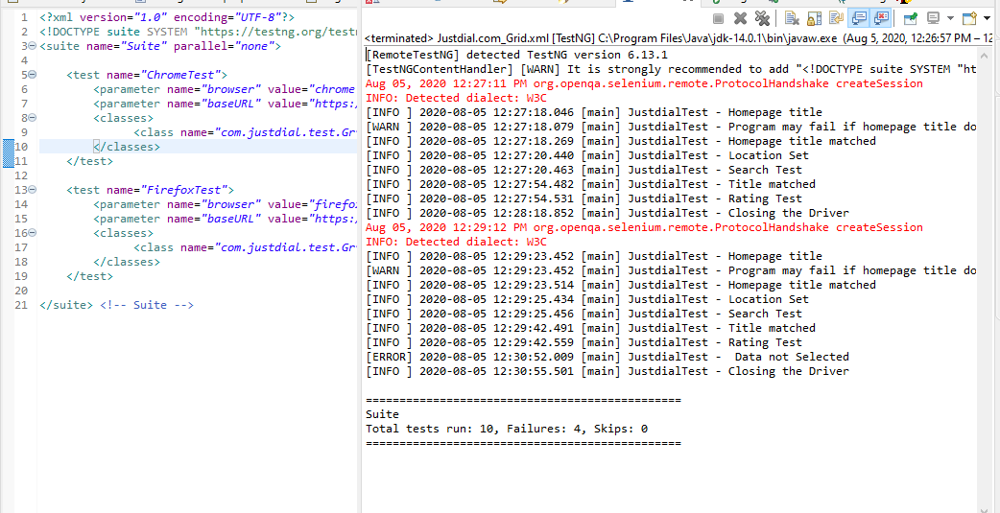 1 <?xml version="1.0" encoding="UTF-8"?>
2 <!DOCTYPE suite SYSTEM "https://testng.org/testn
3 <suite name="Suite" parallel="none">
4
5 <test name="ChromeTest">
6 <parameter name="browser" value="chrome
7 <parameter name="baseURL" value="https:/
8 <classes>
9 <class name="com.justdial.test.Gr
10 </classes>
11 </test>
12
13 <test name="FirefoxTest">
14 <parameter name="browser" value="firefox
15 <parameter name="baseURL" value="https:/
16 <classes>
17 <class name="com.justdial.test.Gr
18 </classes>
19 </test>
20
21 </suite> <!-- Suite -->
<terminated> Justdial.com_Grid.xml [TestNG] C:\Program Files\Java\jdk-14.0.1\bin\javaw.exe (Aug 5, 2020, 12:26:57 PM – 12
[RemoteTestNG] detected TestNG version 6.13.1
[TestNGContentHandler] [WARN] It is strongly recommended to add "<!DOCTYPE suite SYSTEM "ht
Aug 05, 2020 12:27:11 PM org.openqa.selenium.remote.ProtocolHandshake createSession
INFO: Detected dialect: W3C
[INFO ] 2020-08-05 12:27:18.046 [main] JustdialTest - Homepage title
[WARN ] 2020-08-05 12:27:18.079 [main] JustdialTest - Program may fail if homepage title do
[INFO ] 2020-08-05 12:27:18.269 [main] JustdialTest - Homepage title matched
[INFO ] 2020-08-05 12:27:20.440 [main] JustdialTest - Location Set
[INFO ] 2020-08-05 12:27:20.463 [main] JustdialTest - Search Test
[INFO ] 2020-08-05 12:27:54.482 [main] JustdialTest - Title matched
[INFO ] 2020-08-05 12:27:54.531 [main] JustdialTest - Rating Test
[INFO ] 2020-08-05 12:28:18.852 [main] JustdialTest - Closing the Driver
Aug 05, 2020 12:29:12 PM org.openqa.selenium.remote.ProtocolHandshake createSession
INFO: Detected dialect: W3C
[INFO ] 2020-08-05 12:29:23.452 [main] JustdialTest - Homepage title
[WARN ] 2020-08-05 12:29:23.452 [main] JustdialTest - Program may fail if homepage title do
[INFO ] 2020-08-05 12:29:23.514 [main] JustdialTest - Homepage title matched
[INFO ] 2020-08-05 12:29:25.434 [main] JustdialTest - Location Set
[INFO ] 2020-08-05 12:29:25.456 [main] JustdialTest - Search Test
[INFO ] 2020-08-05 12:29:42.491 [main] JustdialTest - Title matched
[INFO ] 2020-08-05 12:29:42.559 [main] JustdialTest - Rating Test
[ERROR] 2020-08-05 12:30:52.009 [main] JustdialTest -  Data not Selected
[INFO ] 2020-08-05 12:30:55.501 [main] JustdialTest - Closing the Driver
===============================================
Suite
Total tests run: 10, Failures: 4, Skips: 0
===============================================